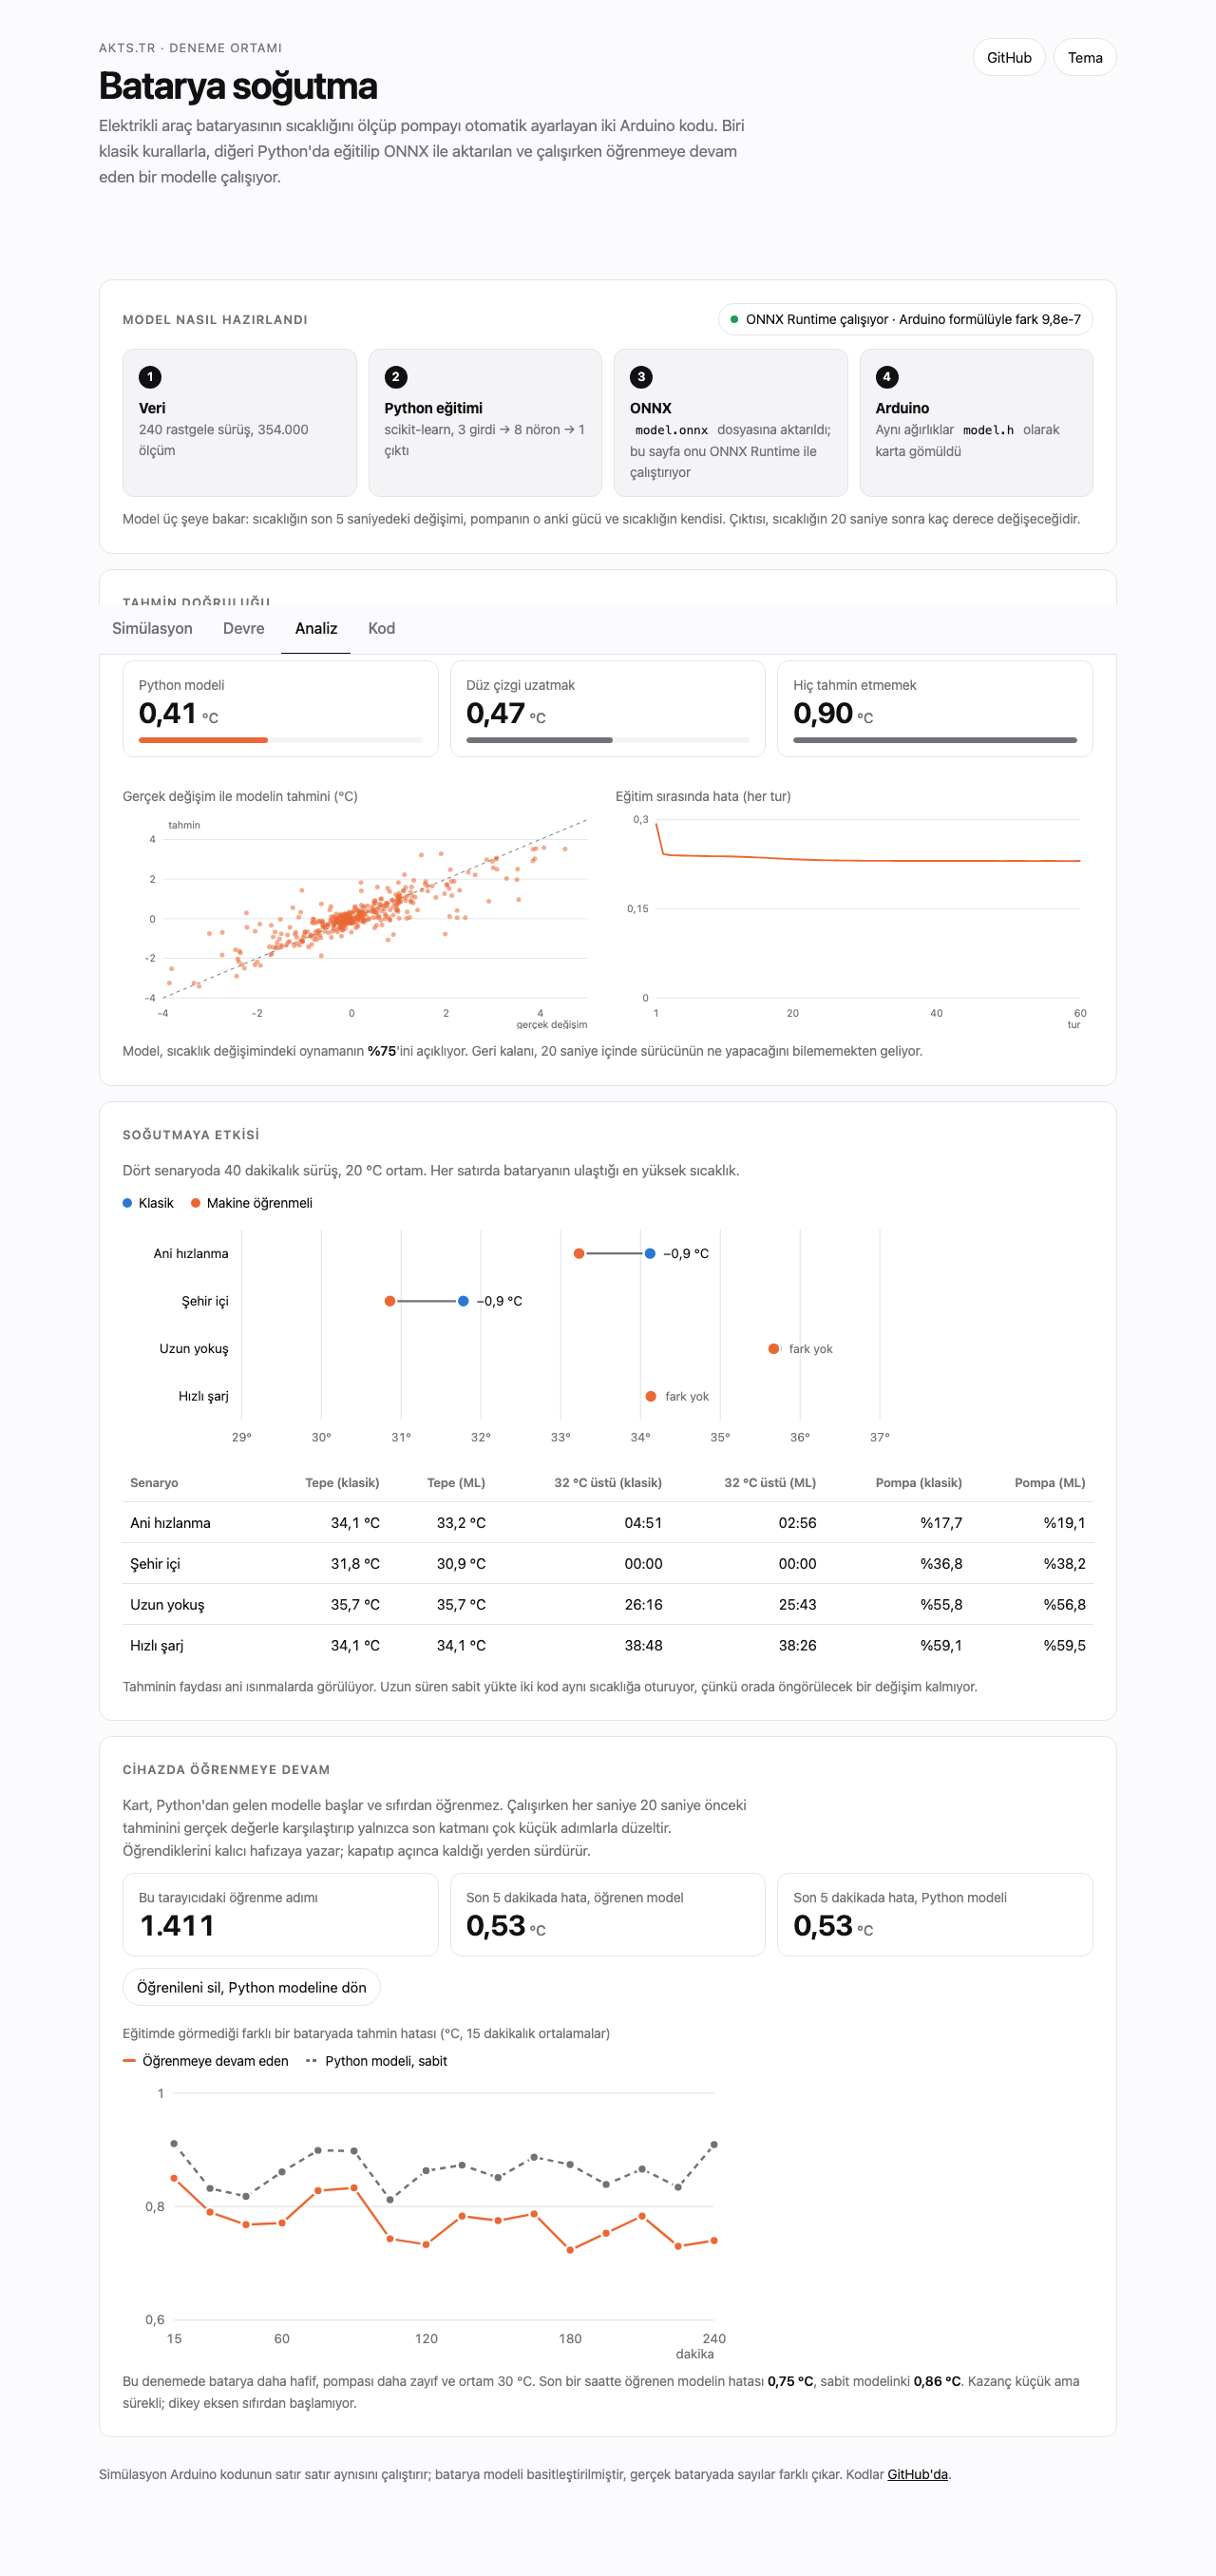 AKTS.TR · DENEME ORTAMI
GitHub
Tema
Batarya soğutma
Elektrikli araç bataryasının sıcaklığını ölçüp pompayı otomatik ayarlayan iki Arduino kodu. Biri
klasik kurallarla, diğeri Python'da eğitilip ONNX ile aktarılan ve çalışırken öğrenmeye devam
eden bir modelle çalışıyor.
MODEL NASIL HAZIRLANDI
ONNX Runtime çalışıyor · Arduino formülüyle fark 9,8e-7
1
Veri
240 rastgele sürüş, 354.000
ölçüm
2
Python eğitimi
scikit-learn, 3 girdi → 8 nöron → 1
çıktı
3
ONNX
model.onnx dosyasına aktarıldı;
bu sayfa onu ONNX Runtime ile
çalıştırıyor
4
Arduino
Aynı ağırlıklar model.h olarak
karta gömüldü
Model üç şeye bakar: sıcaklığın son 5 saniyedeki değişimi, pompanın o anki gücü ve sıcaklığın kendisi. Çıktısı, sıcaklığın 20 saniye sonra kaç derece değişeceğidir.
TAHMİN DOĞRULUĞU
Simülasyon
Devre
Analiz
Kod
Python modeli
0,41 °C
Düz çizgi uzatmak
0,47 °C
Hiç tahmin etmemek
0,90 °C
Gerçek değişim ile modelin tahmini (°C)
tahmin
4
2
0
-2
-4
-4 -2 0 2 4
gerçek değişim
Eğitim sırasında hata (her tur)
0,3
0,15
0
1 20 40 60
tur
Model, sıcaklık değişimindeki oynamanın %75'ini açıklıyor. Geri kalanı, 20 saniye içinde sürücünün ne yapacağını bilememekten geliyor.
SOĞUTMAYA ETKİSİ
Dört senaryoda 40 dakikalık sürüş, 20 °C ortam. Her satırda bataryanın ulaştığı en yüksek sıcaklık.
Klasik Makine öğrenmeli
Ani hızlanma −0,9 °C
Şehir içi −0,9 °C
Uzun yokuş fark yok
Hızlı şarj fark yok
29° 30° 31° 32° 33° 34° 35° 36° 37°
Senaryo Tepe (klasik) Tepe (ML) 32 °C üstü (klasik) 32 °C üstü (ML) Pompa (klasik) Pompa (ML)
Ani hızlanma 34,1 °C 33,2 °C 04:51 02:56 %17,7 %19,1
Şehir içi 31,8 °C 30,9 °C 00:00 00:00 %36,8 %38,2
Uzun yokuş 35,7 °C 35,7 °C 26:16 25:43 %55,8 %56,8
Hızlı şarj 34,1 °C 34,1 °C 38:48 38:26 %59,1 %59,5
Tahminin faydası ani ısınmalarda görülüyor. Uzun süren sabit yükte iki kod aynı sıcaklığa oturuyor, çünkü orada öngörülecek bir değişim kalmıyor.
CİHAZDA ÖĞRENMEYE DEVAM
Kart, Python'dan gelen modelle başlar ve sıfırdan öğrenmez. Çalışırken her saniye 20 saniye önceki
tahminini gerçek değerle karşılaştırıp yalnızca son katmanı çok küçük adımlarla düzeltir.
Öğrendiklerini kalıcı hafızaya yazar; kapatıp açınca kaldığı yerden sürdürür.
Bu tarayıcıdaki öğrenme adımı
1.411
Son 5 dakikada hata, öğrenen model
0,53 °C
Son 5 dakikada hata, Python modeli
0,53 °C
Öğrenileni sil, Python modeline dön
Eğitimde görmediği farklı bir bataryada tahmin hatası (°C, 15 dakikalık ortalamalar)
Öğrenmeye devam eden Python modeli, sabit
1
0,8
0,6
15 60 120 180 240
dakika
Bu denemede batarya daha hafif, pompası daha zayıf ve ortam 30 °C. Son bir saatte öğrenen modelin hatası 0,75 °C, sabit modelinki 0,86 °C. Kazanç küçük ama
sürekli; dikey eksen sıfırdan başlamıyor.
Simülasyon Arduino kodunun satır satır aynısını çalıştırır; batarya modeli basitleştirilmiştir, gerçek bataryada sayılar farklı çıkar. Kodlar GitHub'da.